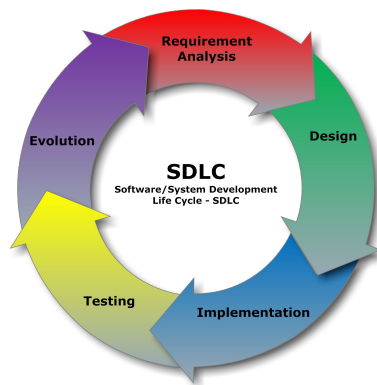 Requirement
Analysis
Design
Evolution
SDLC
Software/System Development
Life Cycle - SDLC
Testing
Implementation